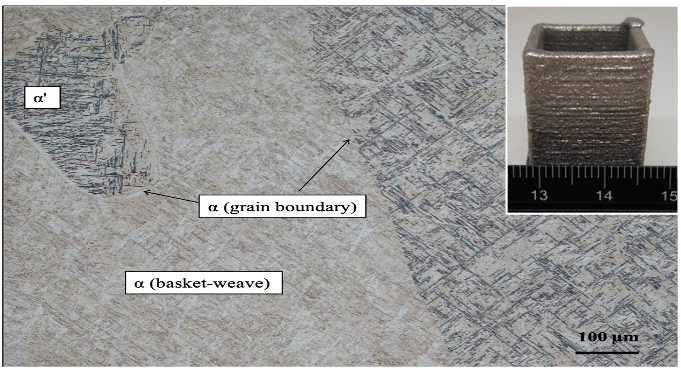 α'
α (grain boundary)
α (basket-weave)
13 14 15
100 μm